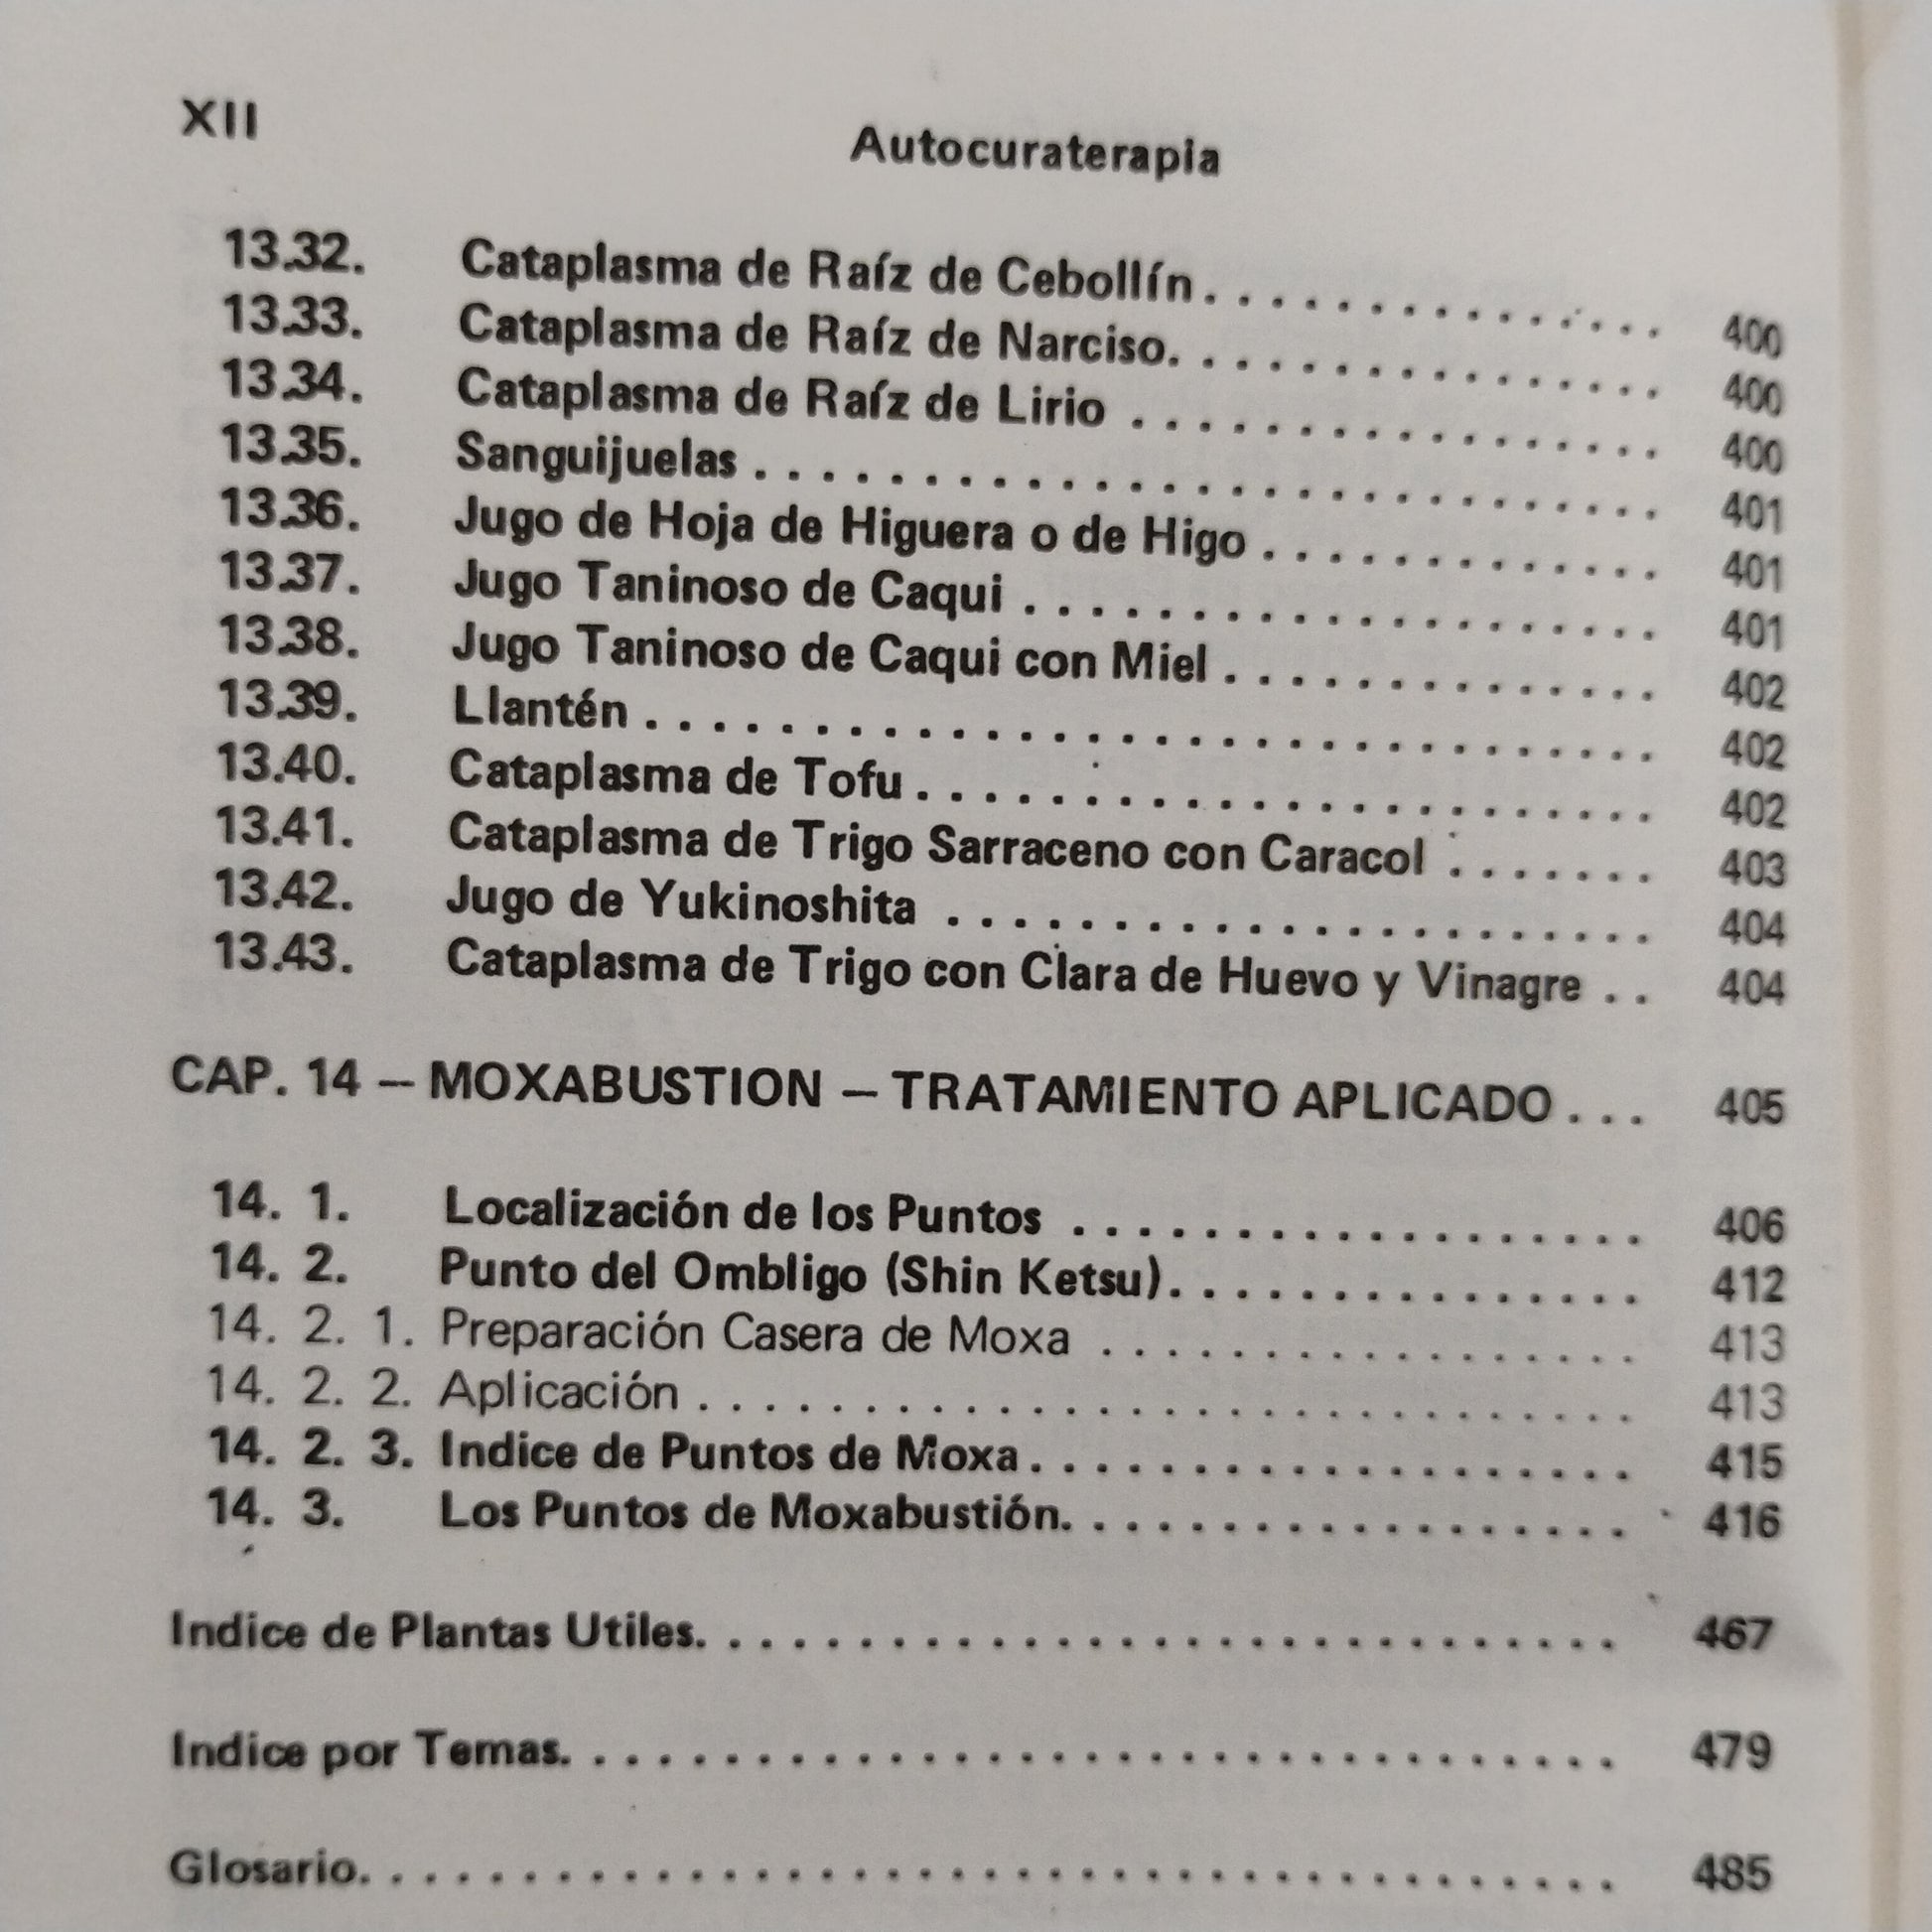 XII
Autocuraterapia
13.32. Cataplasma de Raíz de Cebollín. . . . . . . . . . . . . . 400
13.33. Cataplasma de Raíz de Narciso. . . . . . . . . . . . . . . 400
13.34. Cataplasma de Raíz de Lirio . . . . . . . . . . . . . . . . 400
13.35. Sanguijuelas . . . . . . . . . . . . . . . . . . . . . . . . . . . 401
13.36. Jugo de Hoja de Higuera o de Higo . . . . . . . . . . . . 401
13.37. Jugo Taninoso de Caqui . . . . . . . . . . . . . . . . . . . 401
13.38. Jugo Taninoso de Caqui con Miel . . . . . . . . . . . . . 402
13.39. Llantén . . . . . . . . . . . . . . . . . . . . . . . . . . . . . . 402
13.40. Cataplasma de Tofu . . . . . . . . . . . . . . . . . . . . . . 402
13.41. Cataplasma de Trigo Sarraceno con Caracol . . . . . . . 403
13.42. Jugo de Yukinoshita . . . . . . . . . . . . . . . . . . . . . 404
13.43. Cataplasma de Trigo con Clara de Huevo y Vinagre . . 404
CAP. 14 — MOXABUSTION — TRATAMIENTO APLICADO . . . 405
14. 1. Localización de los Puntos . . . . . . . . . . . . . . . . . . 406
14. 2. Punto del Ombligo (Shin Ketsu). . . . . . . . . . . . . . . 412
14. 2. 1. Preparación Casera de Moxa . . . . . . . . . . . . . . . . . 413
14. 2. 2. Aplicación . . . . . . . . . . . . . . . . . . . . . . . . . . . . . 413
14. 2. 3. Indice de Puntos de Moxa . . . . . . . . . . . . . . . . . . . 415
14. 3. Los Puntos de Moxabustión. . . . . . . . . . . . . . . . . . 416
Indice de Plantas Utiles. . . . . . . . . . . . . . . . . . . . . . . . . . . . 467
Indice por Temas. . . . . . . . . . . . . . . . . . . . . . . . . . . . . . . . 479
Glosario. . . . . . . . . . . . . . . . . . . . . . . . . . . . . . . . . . . . . . . 485